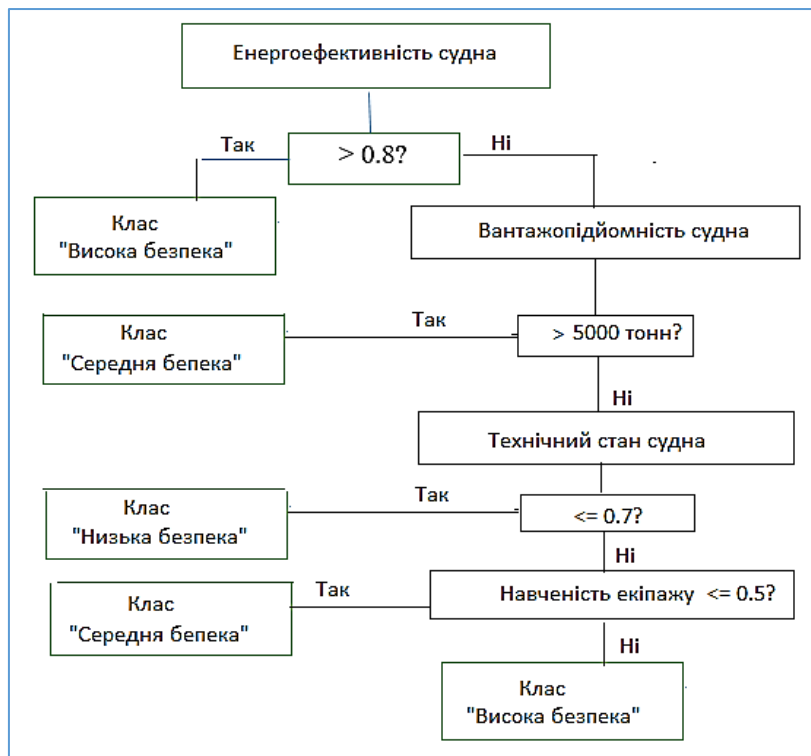 Енергоефективність судна
Так
> 0.8?
Ні
Клас
"Висока безпека"
Вантажопідйомність судна
Так
> 5000 тонн?
Клас
"Середня бепека"
Ні
Технічний стан судна
Так
<= 0.7?
Клас
"Низька безпека"
Ні
Навченість екіпажу <= 0.5?
Так
Клас
"Середня бепека"
Ні
Клас
"Висока безпека"